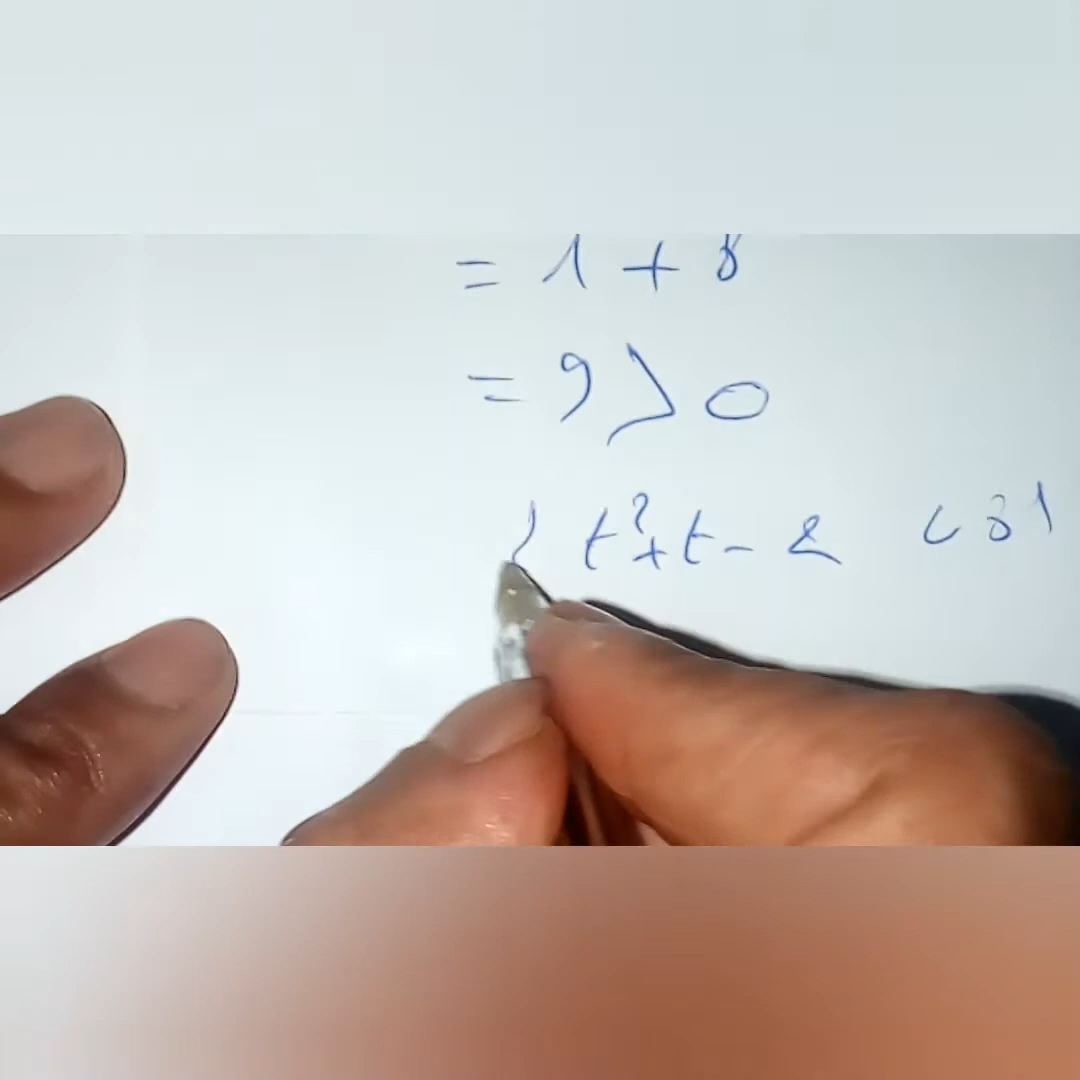 = 1 + 8
= 9 > 0
t² + t - 2